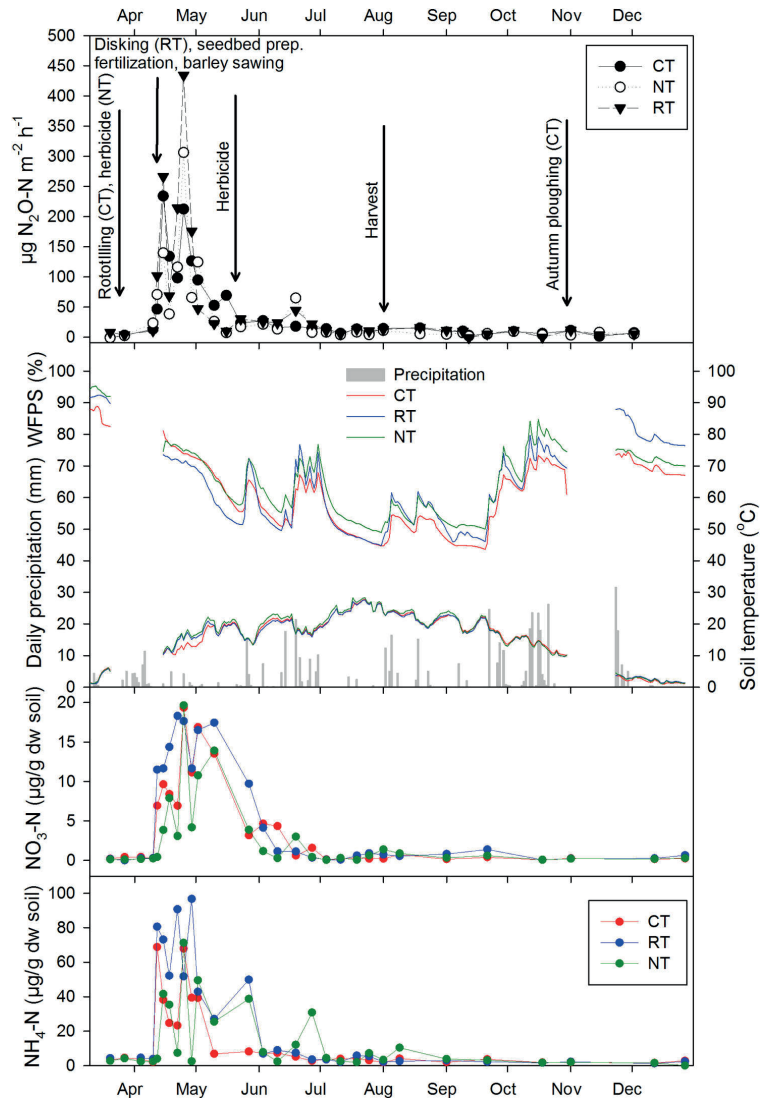 Apr May Jun Jul Aug Sep Oct Nov Dec
500
450
400
350
300
250
200
150
100
50
0
µg N2O-N m-2 h-1
Disking (RT), seedbed prep.
fertilization, barley sawing
Rototlling (CT), herbicide (NT)
Herbicide
Harvest
Autumn ploughing (CT)
CT
NT
RT
100
90
80
70
60
50
40
30
20
10
0
Daily precipitation (mm) WFPS (%)
Precipitation
CT
RT
NT
100
90
80
70
60
50
40
30
20
10
0
Soil temperature (°C)
20
15
10
5
0
NO3-N (µg/g dw soil)
100
80
60
40
20
0
NH4-N (µg/g dw soil)
CT
RT
NT
Apr May Jun Jul Aug Sep Oct Nov Dec